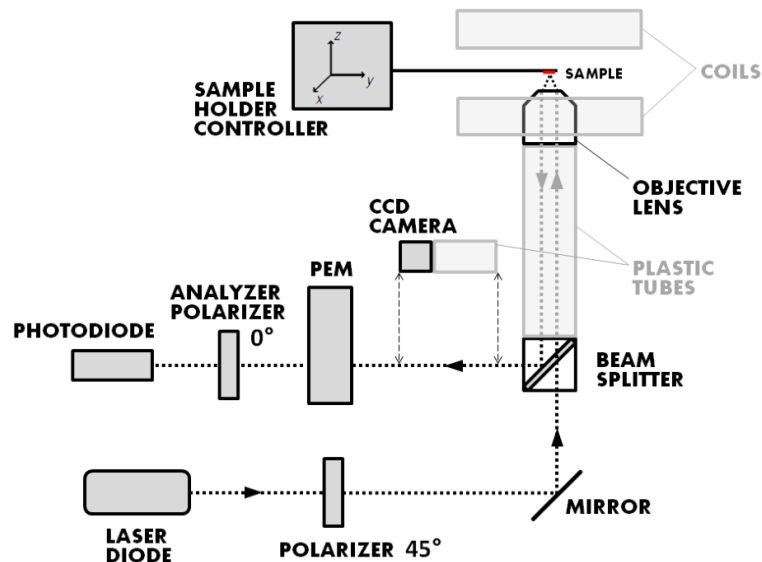 z
y
x
SAMPLE
HOLDER
CONTROLLER
SAMPLE
COILS
OBJECTIVE
LENS
CCD
CAMERA
PLASTIC
TUBES
PEM
ANALYZER
POLARIZER
0°
PHOTODIODE
BEAM
SPLITTER
MIRROR
LASER
DIODE
POLARIZER 45°